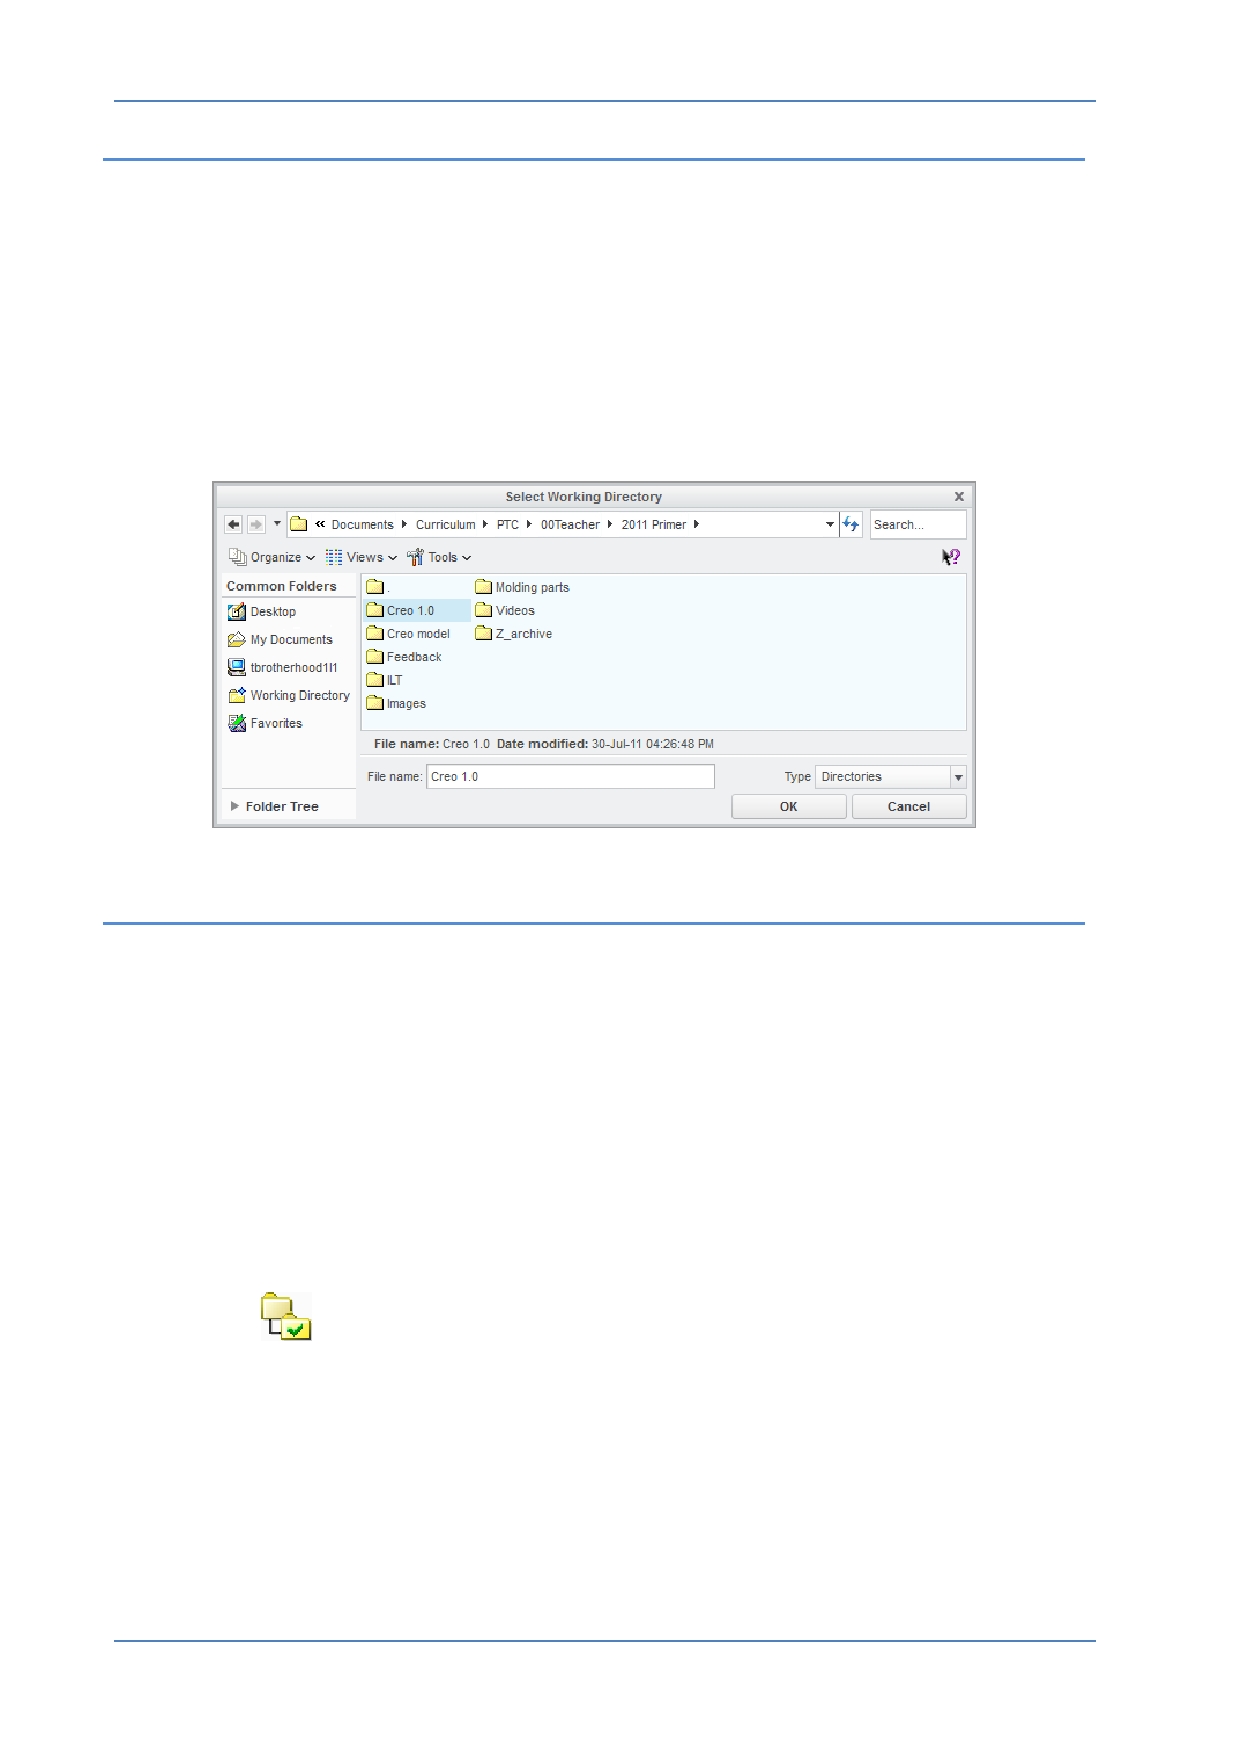 Select Working Directory
Documents Curriculum PTC 00Teacher 2011 Primer Search...
Organize Views Tools
Common Folders
Desktop
My Documents
tbrotherhood1l1
Working Directory
Favorites
Folder Tree
.
Creo 1.0
Creo model
Feedback
ILT
Images
Molding parts
Videos
Z_archive
File name: Creo 1.0 Date modified: 30-Jul-11 04:26:48 PM
File name: Creo 1.0 Type Directories
OK Cancel